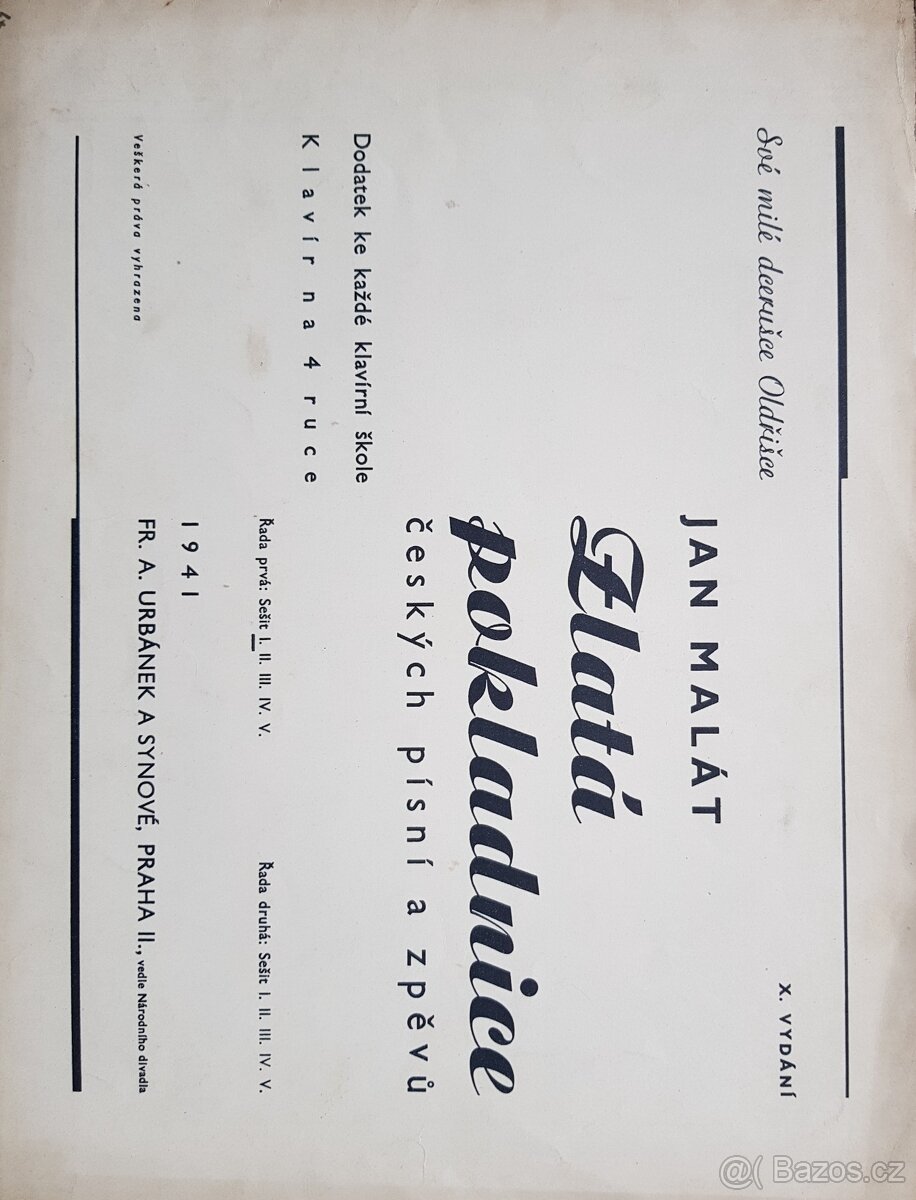 Své milé dcerušce Oldřišce
X. VYDÁNÍ
JAN MALÁT
Zlatá
pokladnice
českých písní a zpěvů
Dodatek ke každé klavírní škole
Klavír na 4 ruce
Řada prvá: Sešit I. II. III. IV. V.
Řada druhá: Sešit I. II. III. IV. V.
1941
Veškerá práva vyhrazena
FR. A. URBÁNEK A SYNOVÉ, PRAHA II., vedle Národního divadla
@( Bazos.cz